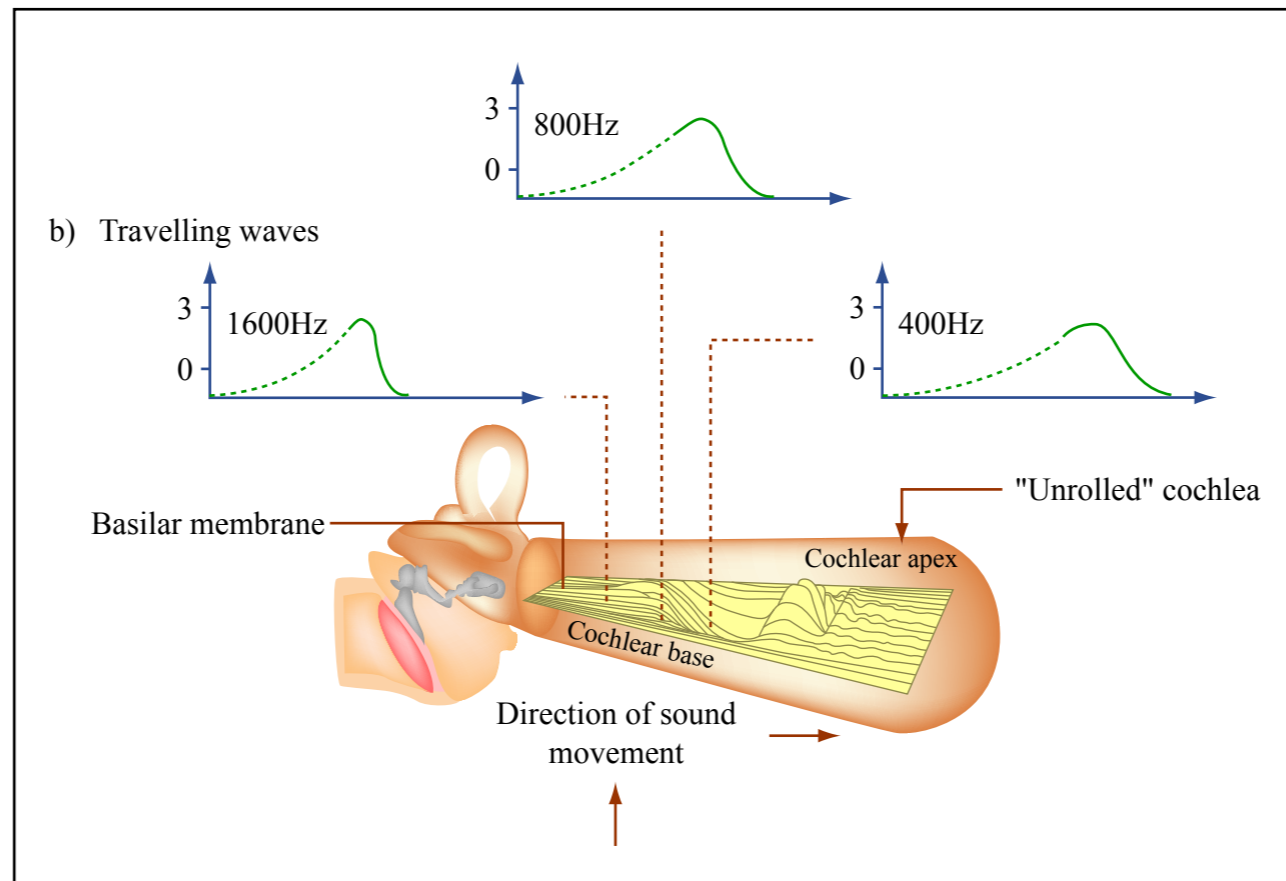 3
800Hz
0
b) Travelling waves
3
1600Hz
0
3
400Hz
0
"Unrolled" cochlea
Basilar membrane
Cochlear apex
Cochlear base
Direction of sound
movement